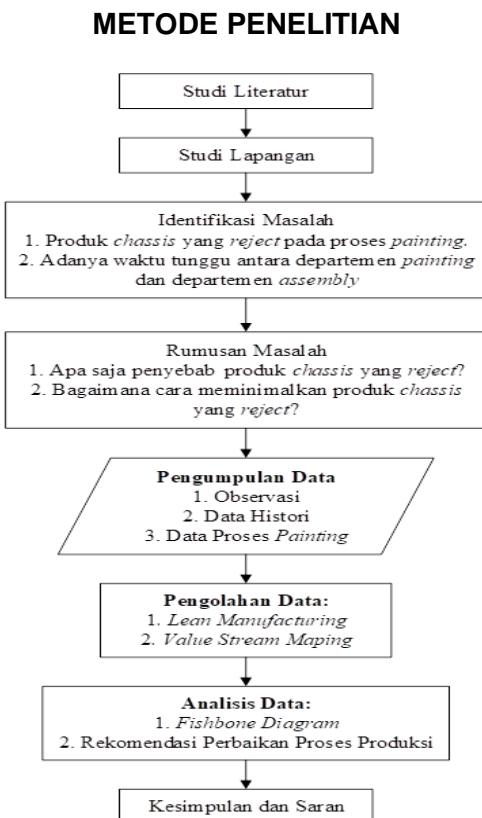 METODE PENELITIAN
Studi Literatur
Studi Lapangan
Identifikasi Masalah
1. Produk chassis yang reject pada proses painting.
2. Adanya waktu tunggu antara departemen painting
dan departemen assembly
Rumusan Masalah
1. Apa saja penyebab produk chassis yang reject?
2. Bagaimana cara meminimalkan produk chassis
yang reject?
Pengumpulan Data
1. Observasi
2. Data Histori
3. Data Proses Painting
Pengolahan Data:
1. Lean Manufacturing
2. Value Stream Maping
Analisis Data:
1. Fishbone Diagram
2. Rekomendasi Perbaikan Proses Produksi
Kesimpulan dan Saran